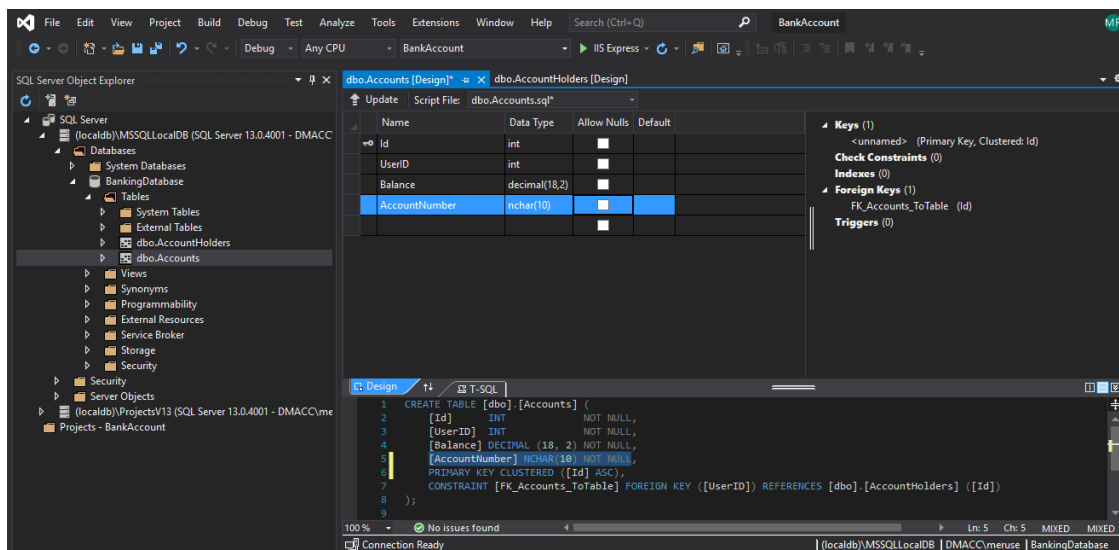 File Edit View Project Build Debug Test Analyze Tools Extensions Window Help Search (Ctrl+Q) BankAccount MR
Debug Any CPU BankAccount IIS Express
SQL Server Object Explorer
SQL Server
(localdb)\MSSQLLocalDB (SQL Server 13.0.4001 - DMACC
Databases
System Databases
BankingDatabase
Tables
System Tables
External Tables
dbo.AccountHolders
dbo.Accounts
Views
Synonyms
Programmability
External Resources
Service Broker
Storage
Security
Security
Server Objects
(localdb)\ProjectsV13 (SQL Server 13.0.4001 - DMACC\me
Projects - BankAccount
dbo.Accounts [Design]* dbo.AccountHolders [Design]
Update Script File: dbo.Accounts.sql*
Name Data Type Allow Nulls Default
Id int
UserID int
Balance decimal(18,2)
AccountNumber nchar(10)
Keys (1)
<unnamed> (Primary Key, Clustered: Id)
Check Constraints (0)
Indexes (0)
Foreign Keys (1)
FK_Accounts_ToTable (Id)
Triggers (0)
Design T-SQL
1 CREATE TABLE [dbo].[Accounts] (
2 [Id] INT NOT NULL,
3 [UserID] INT NOT NULL,
4 [Balance] DECIMAL (18, 2) NOT NULL,
5 [AccountNumber] NCHAR(10) NOT NULL,
6 PRIMARY KEY CLUSTERED ([Id] ASC),
7 CONSTRAINT [FK_Accounts_ToTable] FOREIGN KEY ([UserID]) REFERENCES [dbo].[AccountHolders] ([Id])
8 );
9
100 % No issues found Ln: 5 Ch: 5 MIXED MIXED
Connection Ready (localdb)\MSSQLLocalDB DMACC\meruse BankingDatabase